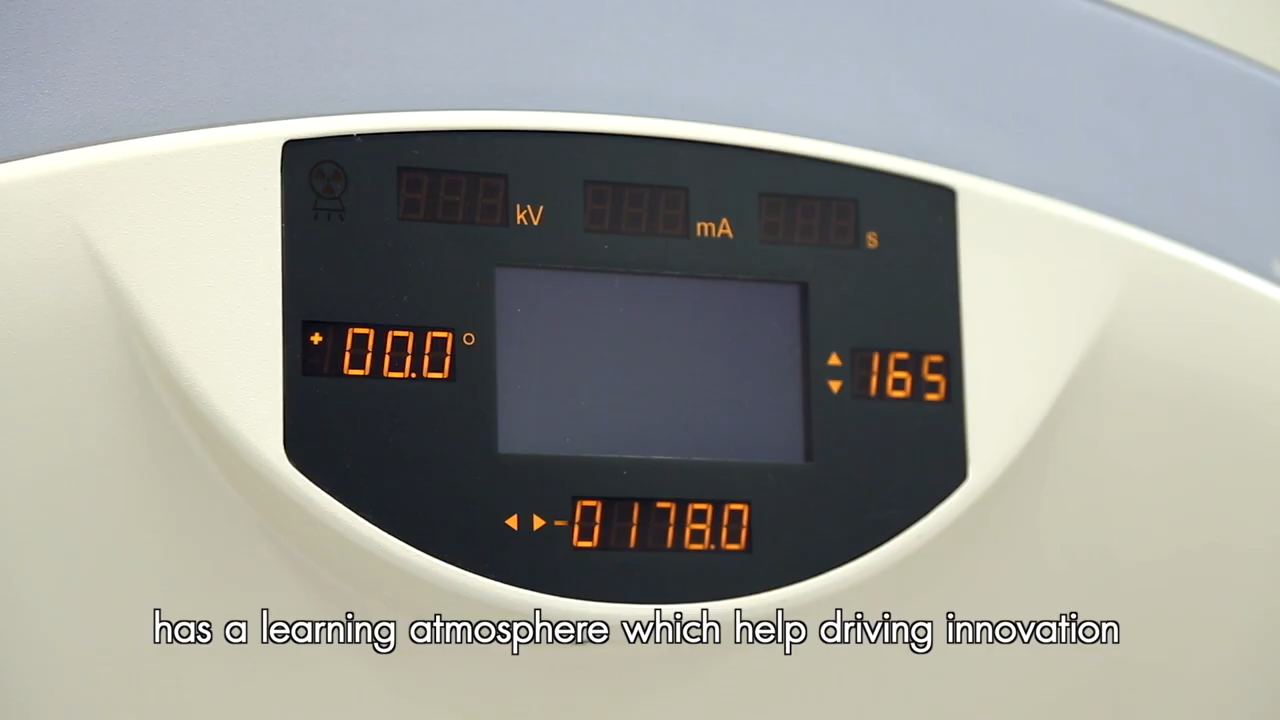 kV
mA
s
+ 00.0 °
165
-0178.0
has a learning atmosphere which help driving innovation